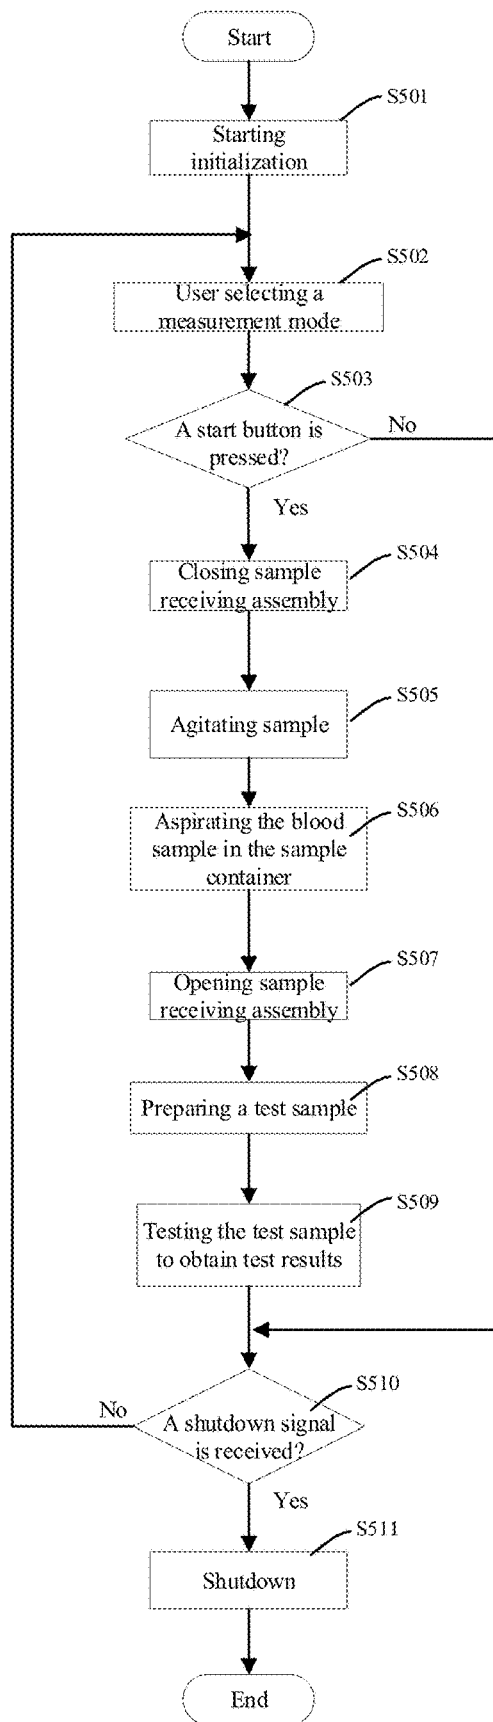 Start
S501
Starting
initialization
S502
User selecting a
measurement mode
S503
A start button is
pressed?
No
Yes
S504
Closing sample
receiving assembly
S505
Agitating sample
S506
Aspirating the blood
sample in the sample
container
S507
Opening sample
receiving assembly
S508
Preparing a test sample
S509
Testing the test sample
to obtain test results
S510
No
A shutdown signal
is received?
Yes
S511
Shutdown
End